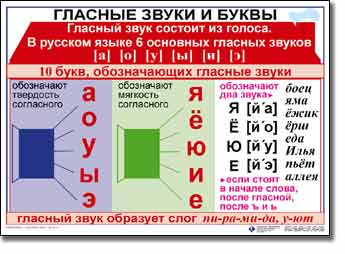 ГЛАСНЫЕ ЗВУКИ И БУКВЫ
Гласный звук состоит из голоса.
В русском языке 6 основных гласных звуков
[а] [о] [у] [ы] [и] [э]
10 букв, обозначающих гласные звуки
обозначают
твердость
согласного
а
о
у
ы
э
обозначают
мягкость
согласного
я
ё
ю
и
е
обозначают
два звука
Я [й´а]
Ё [й´о]
Ю [й´у]
Е [й´э]
если стоят
в начале слова,
после гласной,
после ъ и ь
боец
яма
ёжик
ёрш
еда
Илья
пьёт
аллея
гласный звук образует слог пи-ра-ми-да, у-ют